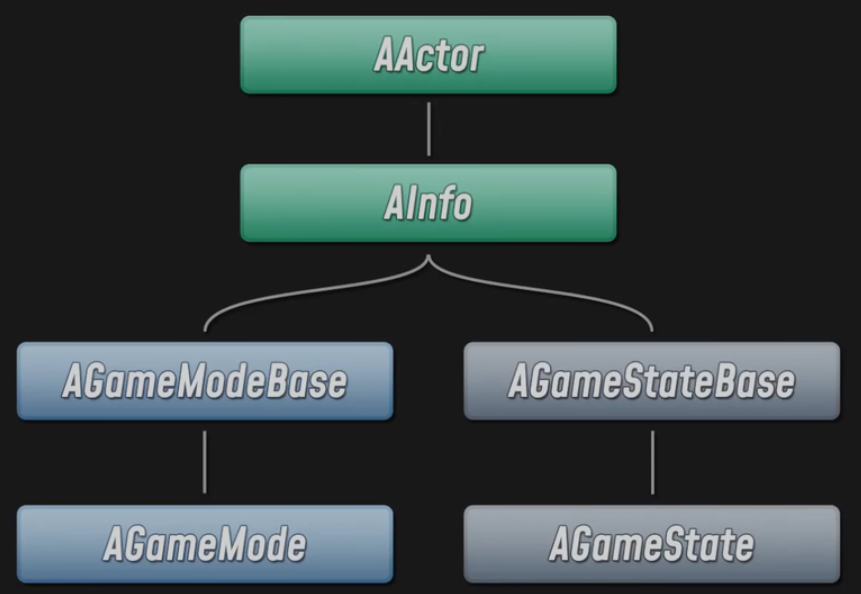 AActor
AInfo
AGameModeBase
AGameStateBase
AGameMode
AGameState